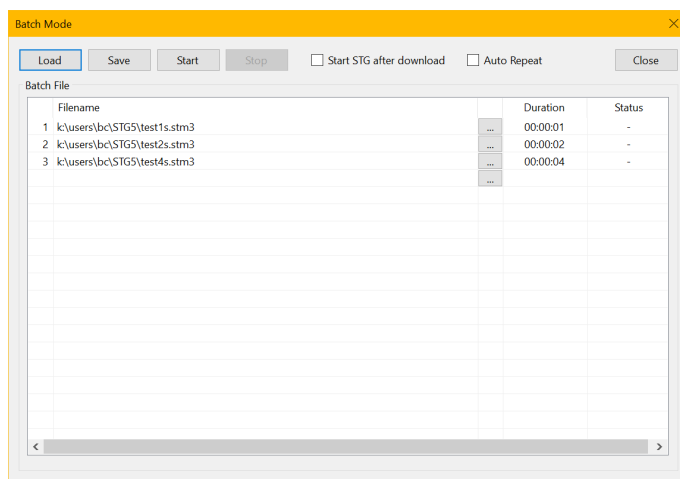 Batch Mode
Load Save Start Stop Start STG after download Auto Repeat Close
Batch File
Filename Duration Status
1 k:\users\bc\STG5\test1s.stm3 ... 00:00:01 -
2 k:\users\bc\STG5\test2s.stm3 ... 00:00:02 -
3 k:\users\bc\STG5\test4s.stm3 ... 00:00:04 -
...